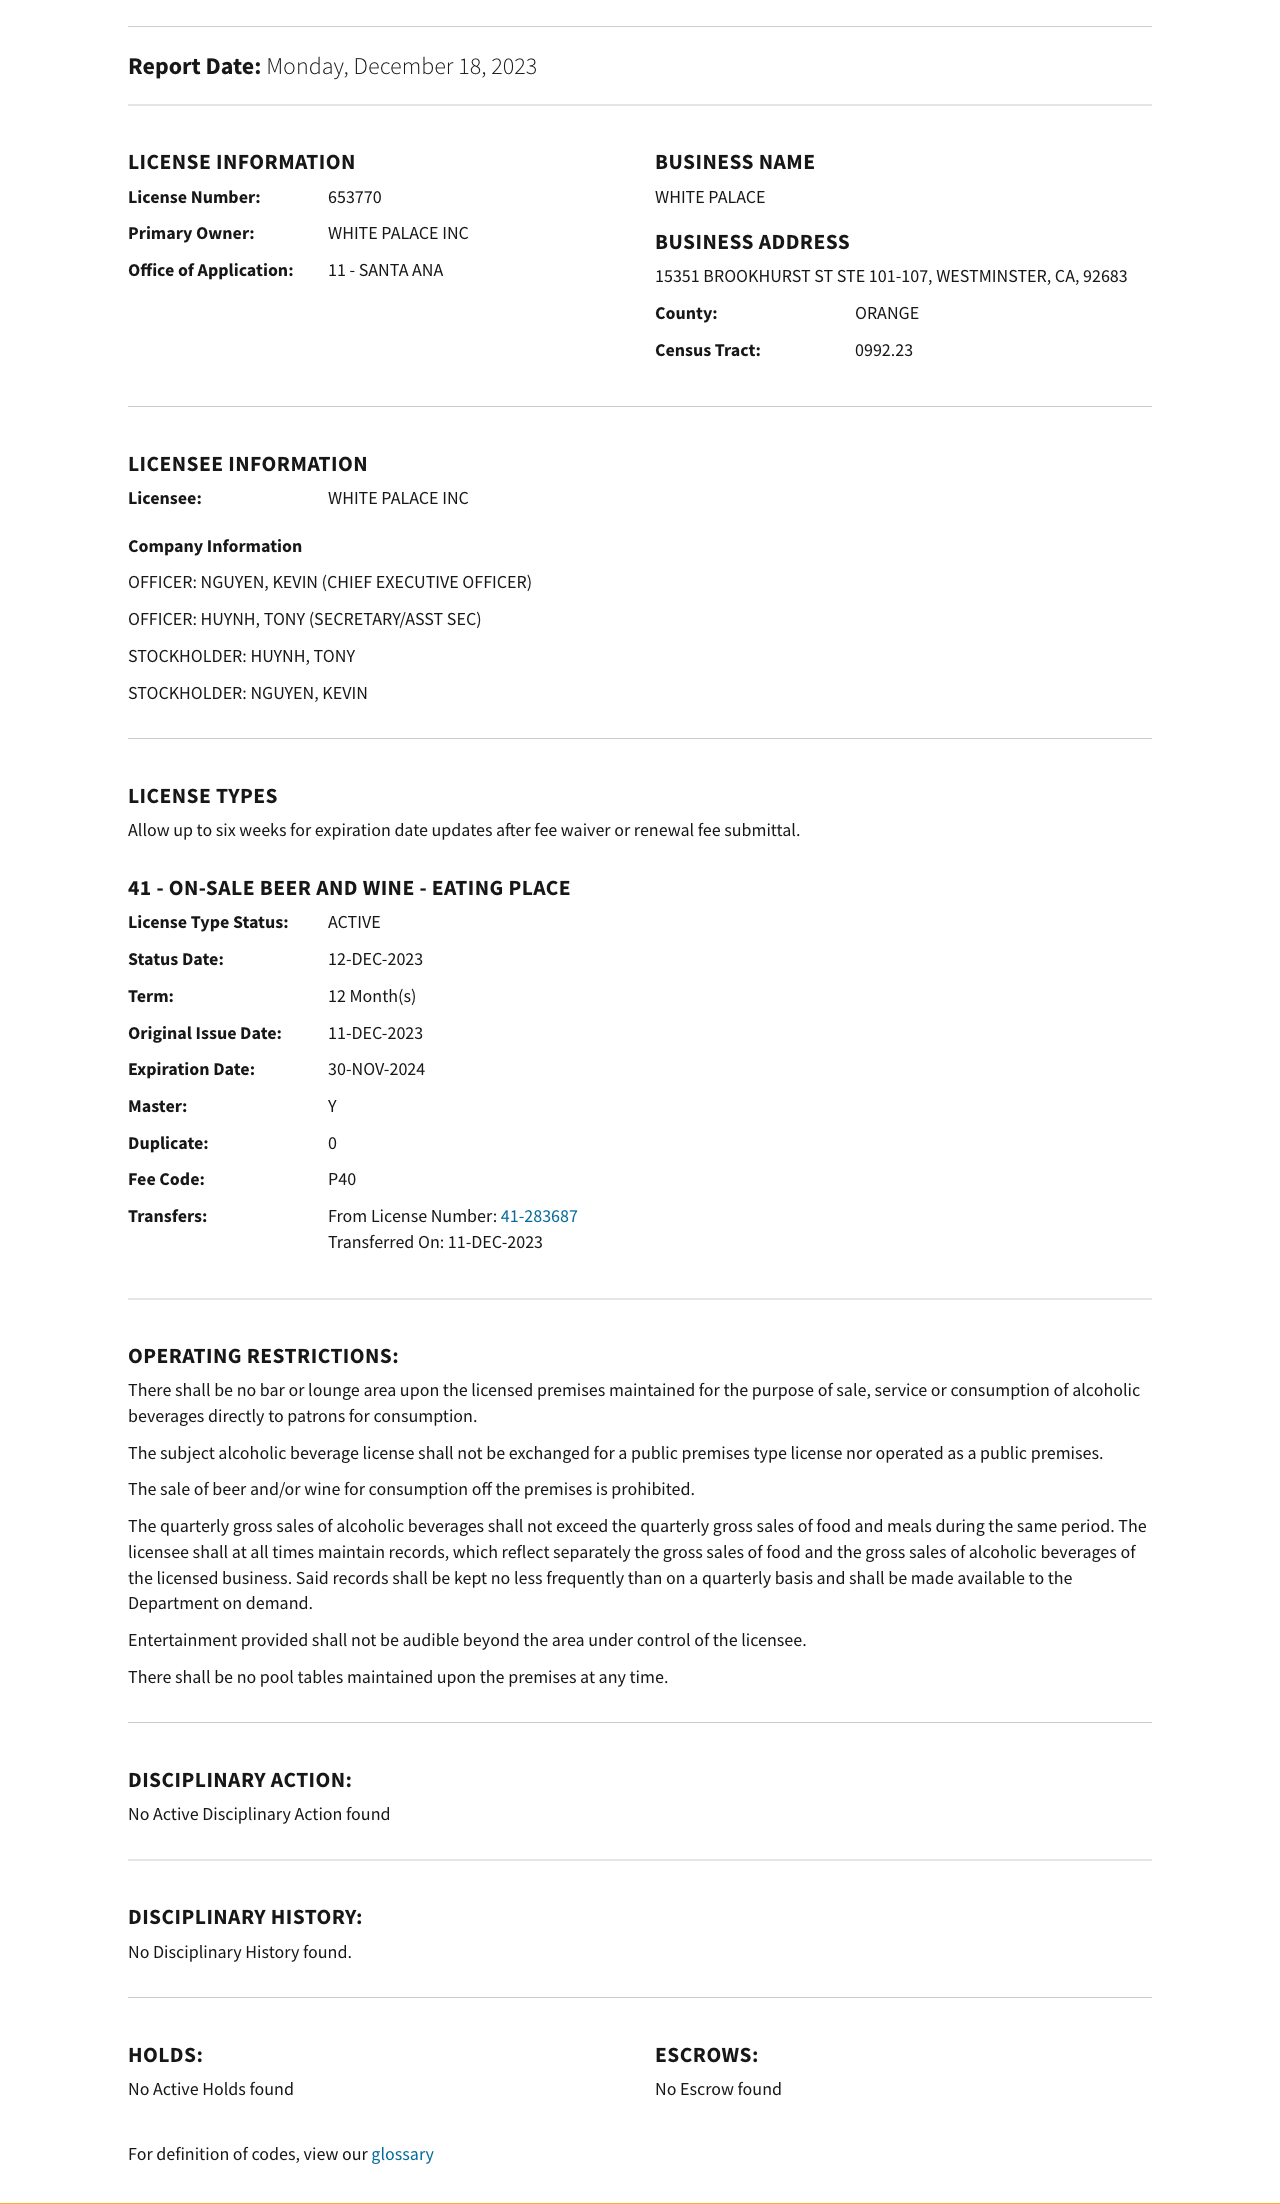 Report Date: Monday, December 18, 2023
LICENSE INFORMATION
License Number: 653770
Primary Owner: WHITE PALACE INC
Office of Application: 11 - SANTA ANA
BUSINESS NAME
WHITE PALACE
BUSINESS ADDRESS
15351 BROOKHURST ST STE 101-107, WESTMINSTER, CA, 92683
County: ORANGE
Census Tract: 0992.23
LICENSEE INFORMATION
Licensee: WHITE PALACE INC
Company Information
OFFICER: NGUYEN, KEVIN (CHIEF EXECUTIVE OFFICER)
OFFICER: HUYNH, TONY (SECRETARY/ASST SEC)
STOCKHOLDER: HUYNH, TONY
STOCKHOLDER: NGUYEN, KEVIN
LICENSE TYPES
Allow up to six weeks for expiration date updates after fee waiver or renewal fee submittal.
41 - ON-SALE BEER AND WINE - EATING PLACE
License Type Status: ACTIVE
Status Date: 12-DEC-2023
Term: 12 Month(s)
Original Issue Date: 11-DEC-2023
Expiration Date: 30-NOV-2024
Master: Y
Duplicate: 0
Fee Code: P40
Transfers: From License Number: 41-283687
Transferred On: 11-DEC-2023
OPERATING RESTRICTIONS:
There shall be no bar or lounge area upon the licensed premises maintained for the purpose of sale, service or consumption of alcoholic
beverages directly to patrons for consumption.
The subject alcoholic beverage license shall not be exchanged for a public premises type license nor operated as a public premises.
The sale of beer and/or wine for consumption off the premises is prohibited.
The quarterly gross sales of alcoholic beverages shall not exceed the quarterly gross sales of food and meals during the same period. The
licensee shall at all times maintain records, which reflect separately the gross sales of food and the gross sales of alcoholic beverages of
the licensed business. Said records shall be kept no less frequently than on a quarterly basis and shall be made available to the
Department on demand.
Entertainment provided shall not be audible beyond the area under control of the licensee.
There shall be no pool tables maintained upon the premises at any time.
DISCIPLINARY ACTION:
No Active Disciplinary Action found
DISCIPLINARY HISTORY:
No Disciplinary History found.
HOLDS:
No Active Holds found
ESCROWS:
No Escrow found
For definition of codes, view our glossary